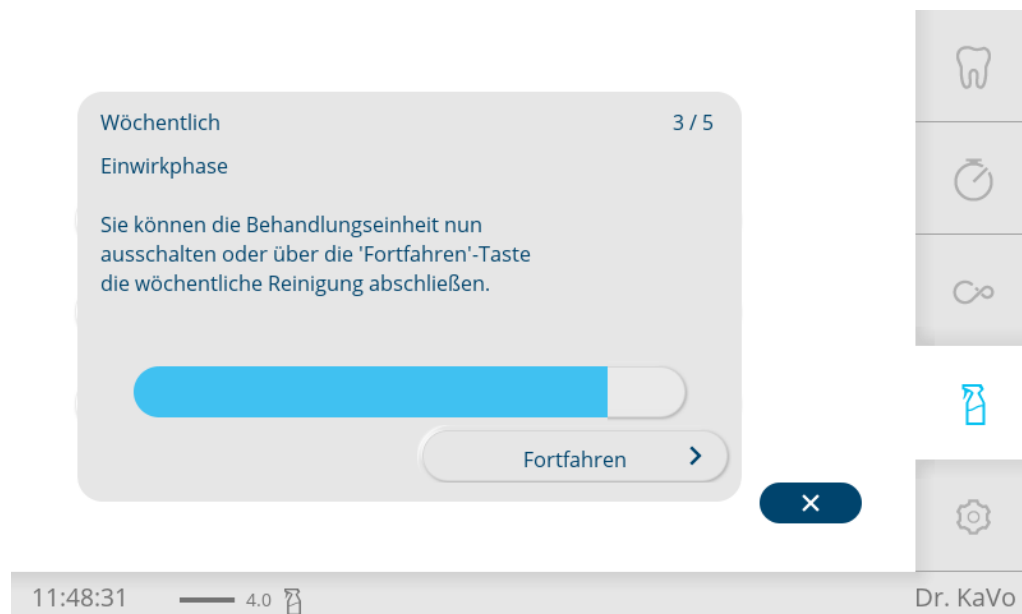 Wöchentlich 3 / 5
Einwirkphase
Sie können die Behandlungseinheit nun
ausschalten oder über die 'Fortfahren'-Taste
die wöchentliche Reinigung abschließen.
Fortfahren
11:48:31 4.0 Dr. KaVo